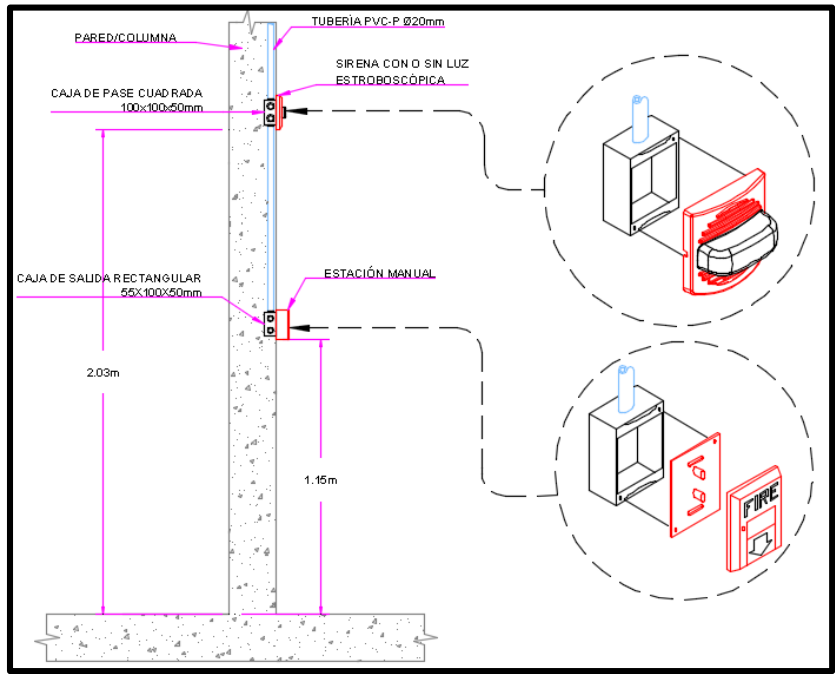 TUBERÍA PVC-P Ø20mm
PARED/COLUMNA
SIRENA CON O SIN LUZ
ESTROBOSCÓPICA
CAJA DE PASE CUADRADA
100x100x50mm
CAJA DE SALIDA RECTANGULAR
55X100X50mm
ESTACIÓN MANUAL
2.03m
1.15m
FIRE